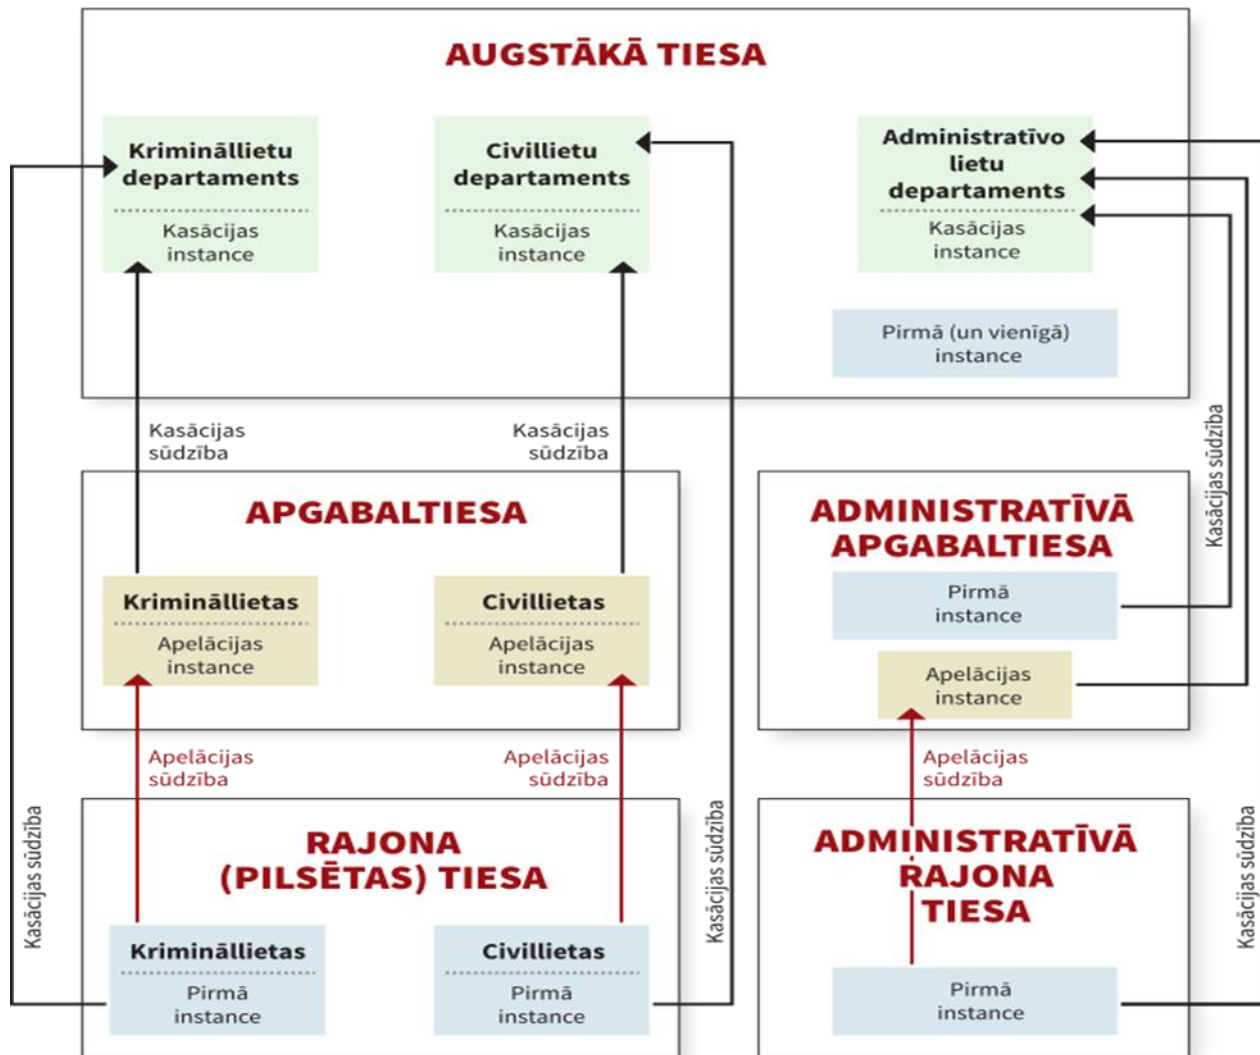 AUGSTĀKĀ TIESA
Krimināllietu
departaments
Kasācijas
instance
Civillietu
departaments
Kasācijas
instance
Administratīvo
lietu
departaments
Kasācijas
instance
Pirmā (un vienīgā)
instance
Kasācijas
sūdzība
Kasācijas
sūdzība
Kasācijas sūdzība
APGABALTIESA
Krimināllietas
Apelācijas
instance
Civillietas
Apelācijas
instance
ADMINISTRATĪVĀ
APGABALTIESA
Pirmā
instance
Apelācijas
instance
Apelācijas
sūdzība
Apelācijas
sūdzība
Apelācijas
sūdzība
Kasācijas sūdzība
RAJONA
(PILSĒTAS) TIESA
Krimināllietas
Pirmā
instance
Civillietas
Pirmā
instance
Kasācijas sūdzība
ADMINISTRATĪVĀ
RAJONA
TIESA
Pirmā
instance
Kasācijas sūdzība